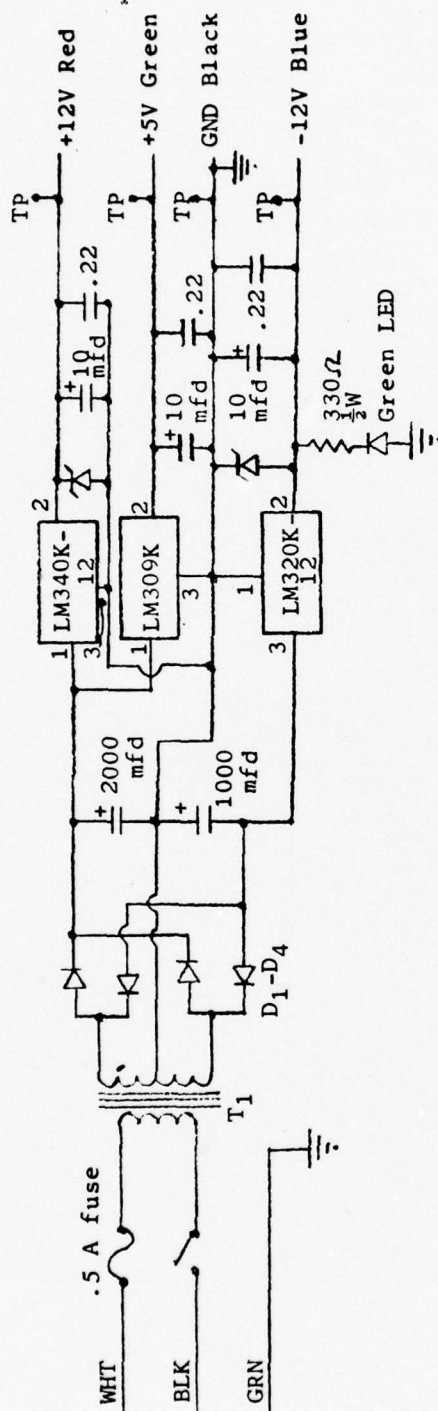 WHT
.5 A fuse
BLK
GRN
T1
D1-D4
+
2000
mfd
+
1000
mfd
1
LM340K-
12
2
3
1
LM309K
2
3
1
LM320K-
12
3
2
+
10
mfd
.22
+
10
mfd
.22
10
mfd
+
.22
330Ω
½W
Green LED
TP
+12V Red
TP
+5V Green
TP
GND Black
TP
-12V Blue